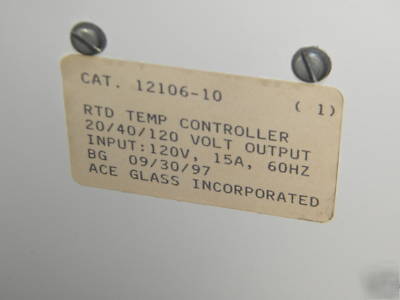 CAT. 12106-10 ( 1)
RTD TEMP CONTROLLER
20/40/120 VOLT OUTPUT
INPUT:120V, 15A, 60HZ
BG 09/30/97
ACE GLASS INCORPORATED